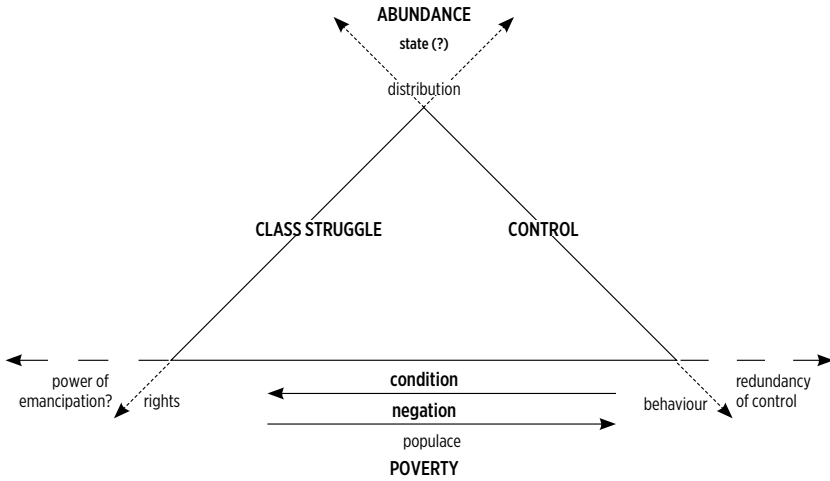 ABUNDANCE
state (?)
distribution
CLASS STRUGGLE
CONTROL
power of
emancipation?
rights
condition
negation
populace
POVERTY
behaviour
redundancy
of control